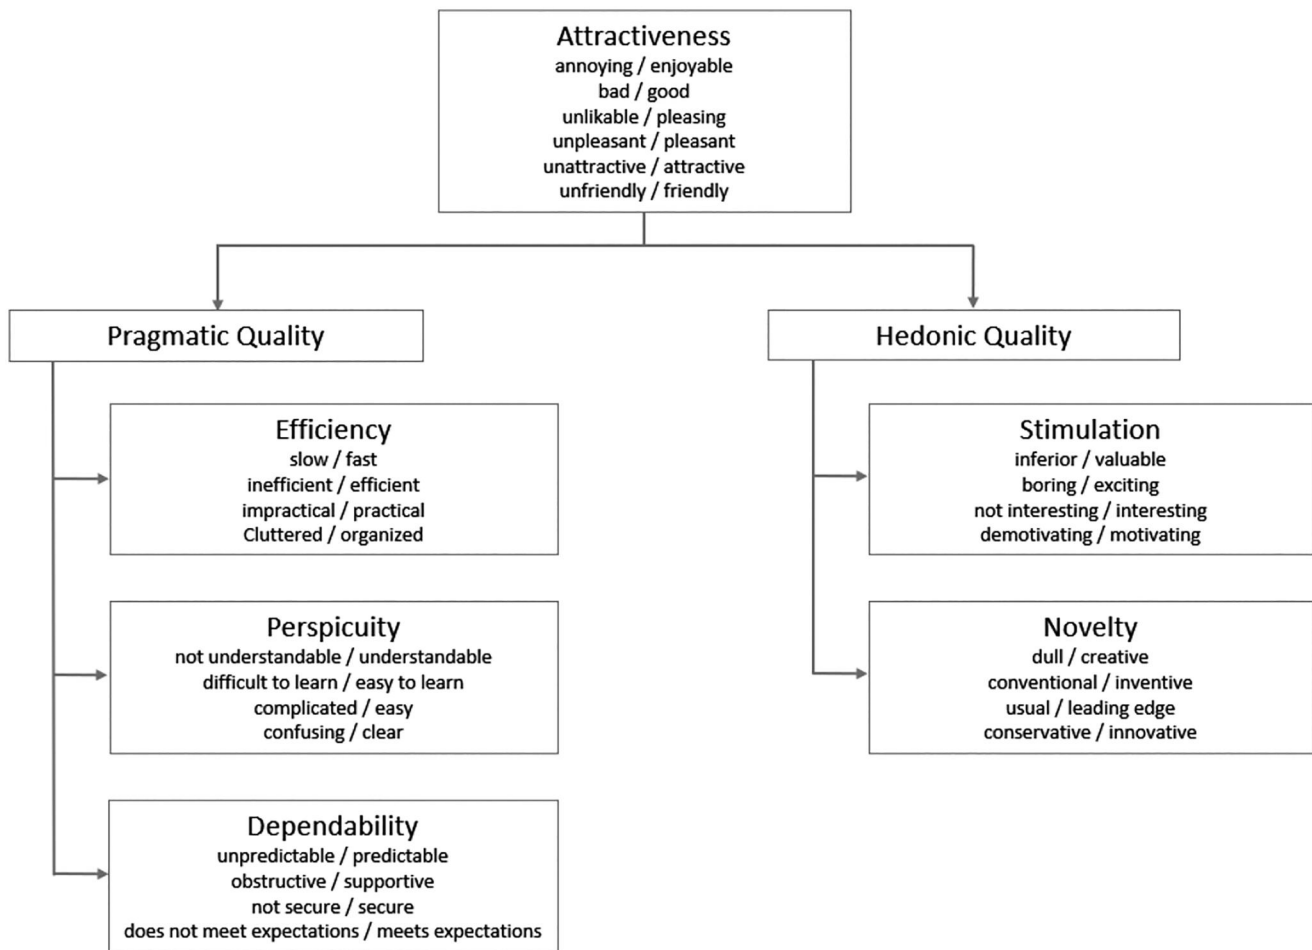 Attractiveness
annoying / enjoyable
bad / good
unlikable / pleasing
unpleasant / pleasant
unattractive / attractive
unfriendly / friendly
Pragmatic Quality
Efficiency
slow / fast
inefficient / efficient
impractical / practical
Cluttered / organized
Perspicuity
not understandable / understandable
difficult to learn / easy to learn
complicated / easy
confusing / clear
Dependability
unpredictable / predictable
obstructive / supportive
not secure / secure
does not meet expectations / meets expectations
Hedonic Quality
Stimulation
inferior / valuable
boring / exciting
not interesting / interesting
demotivating / motivating
Novelty
dull / creative
conventional / inventive
usual / leading edge
conservative / innovative